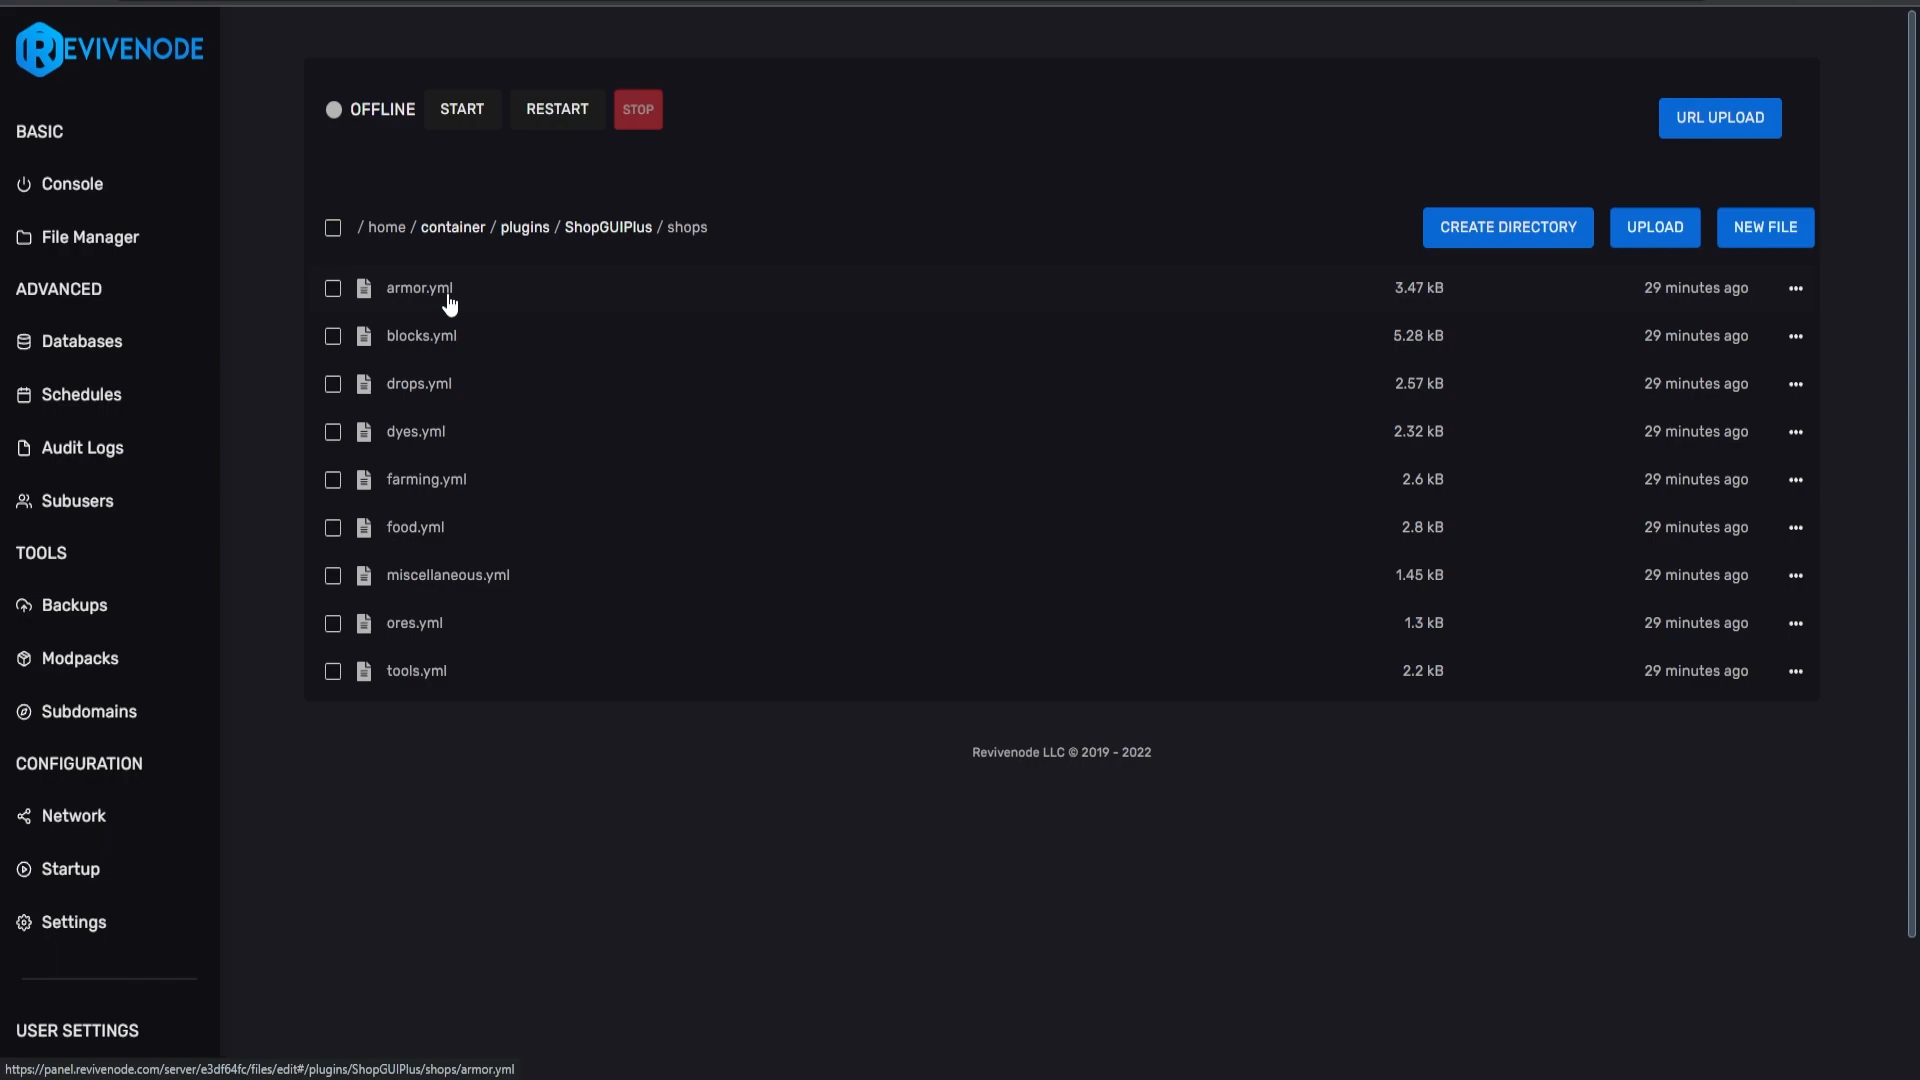 REVIVENODE
BASIC
Console
File Manager
ADVANCED
Databases
Schedules
Audit Logs
Subusers
TOOLS
Backups
Modpacks
Subdomains
CONFIGURATION
Network
Startup
Settings
USER SETTINGS
OFFLINE START RESTART STOP
URL UPLOAD
/ home / container / plugins / ShopGUIPlus / shops
CREATE DIRECTORY UPLOAD NEW FILE
armor.yml 3.47 kB 29 minutes ago
blocks.yml 5.28 kB 29 minutes ago
drops.yml 2.57 kB 29 minutes ago
dyes.yml 2.32 kB 29 minutes ago
farming.yml 2.6 kB 29 minutes ago
food.yml 2.8 kB 29 minutes ago
miscellaneous.yml 1.45 kB 29 minutes ago
ores.yml 1.3 kB 29 minutes ago
tools.yml 2.2 kB 29 minutes ago
Revivenode LLC © 2019 - 2022
https://panel.revivenode.com/server/e3df64fc/files/edit#/plugins/ShopGUIPlus/shops/armor.yml